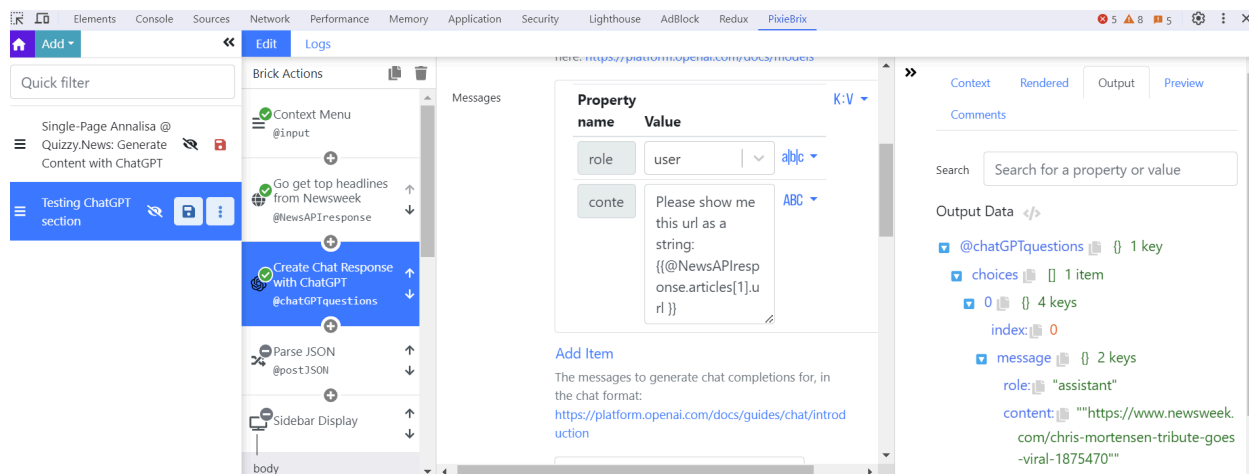 Elements Console Sources Network Performance Memory Application Security Lighthouse AdBlock Redux PixieBrix 5 8 5
Add
Edit Logs
Quick filter
Single-Page Annalisa @
Quizzy.News: Generate
Content with ChatGPT
Testing ChatGPT
section
Brick Actions
Context Menu
@input
Go get top headlines
from Newsweek
@NewsAPIresponse
Create Chat Response
with ChatGPT
@chatGPTquestions
Parse JSON
@postJSON
Sidebar Display
body
here: https://platform.openai.com/docs/models
Messages
Property
name Value
K:V
role user a|b|c
conte Please show me ABC
this url as a
string:
{{@NewsAPIresp
onse.articles[1].u
rl }}
Add Item
The messages to generate chat completions for, in
the chat format:
https://platform.openai.com/docs/guides/chat/introd
uction
Context Rendered Output Preview
Comments
Search Search for a property or value
Output Data </>
@chatGPTquestions {} 1 key
choices [] 1 item
0 {} 4 keys
index: 0
message {} 2 keys
role: "assistant"
content: ""https://www.newsweek.
com/chris-mortensen-tribute-goes
-viral-1875470""